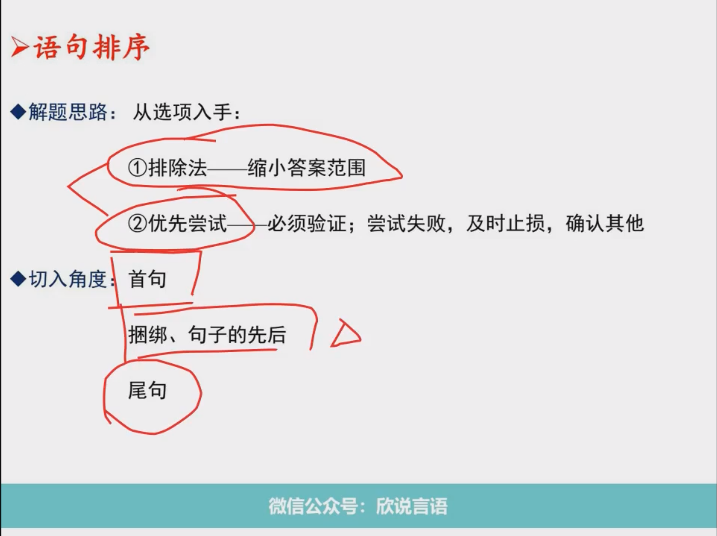 ➢语句排序
◆解题思路：从选项入手：
①排除法——缩小答案范围
②优先尝试——必须验证；尝试失败，及时止损，确认其他
◆切入角度：首句
捆绑、句子的先后
尾句
微信公众号：欣说言语